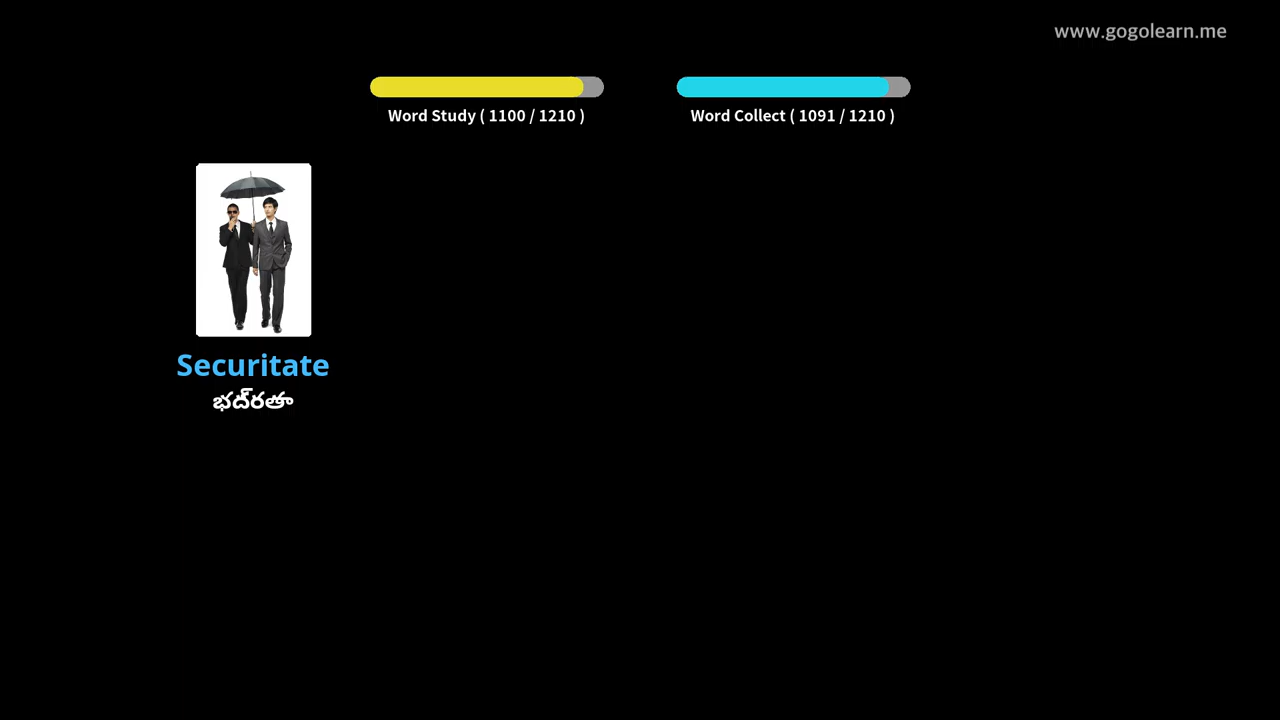 www.gogolearn.me
Word Study ( 1100 / 1210 )
Word Collect ( 1091 / 1210 )
Securitate
భద్రతా